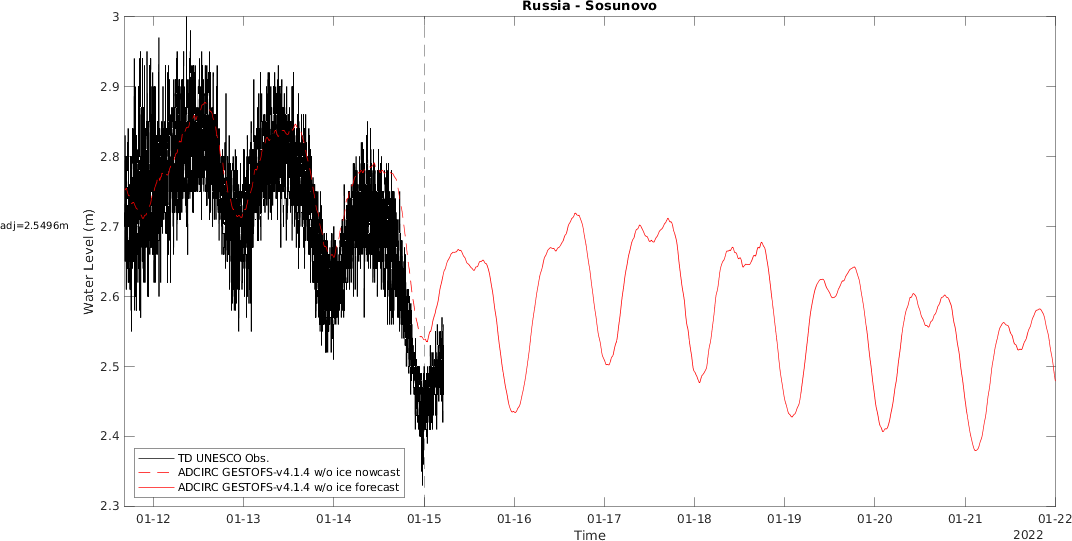 Russia - Sosunovo
3
2.9
2.8
2.7
2.6
2.5
2.4
2.3
adj=2.5496m
Water Level (m)
TD UNESCO Obs.
ADCIRC GESTOFS-v4.1.4 w/o ice nowcast
ADCIRC GESTOFS-v4.1.4 w/o ice forecast
01-12 01-13 01-14 01-15 01-16 01-17 01-18 01-19 01-20 01-21 01-22
Time
2022